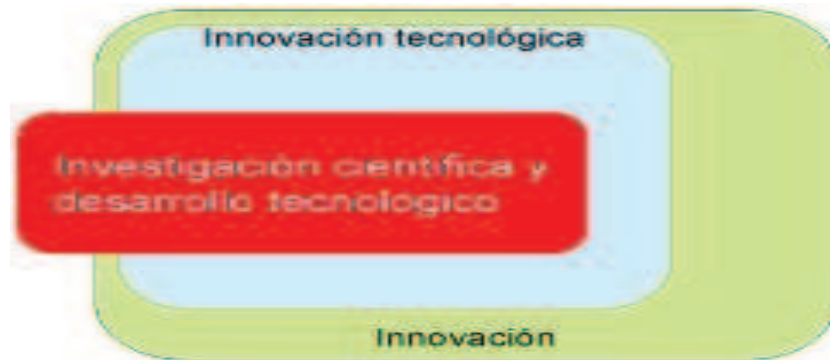 Innovación tecnológica
Investigación científica y
desarrollo tecnológico
Innovación